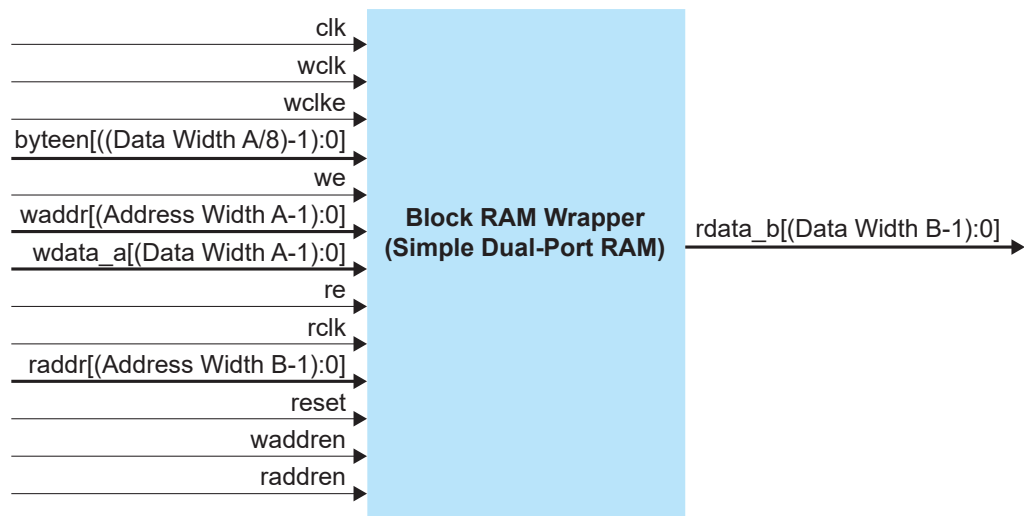 clk
wclk
wclke
byteen[((Data Width A/8)-1):0]
we
waddr[(Address Width A-1):0]
wdata_a[(Data Width A-1):0]
re
rclk
raddr[(Address Width B-1):0]
reset
waddren
raddren
Block RAM Wrapper
(Simple Dual-Port RAM)
rdata_b[(Data Width B-1):0]